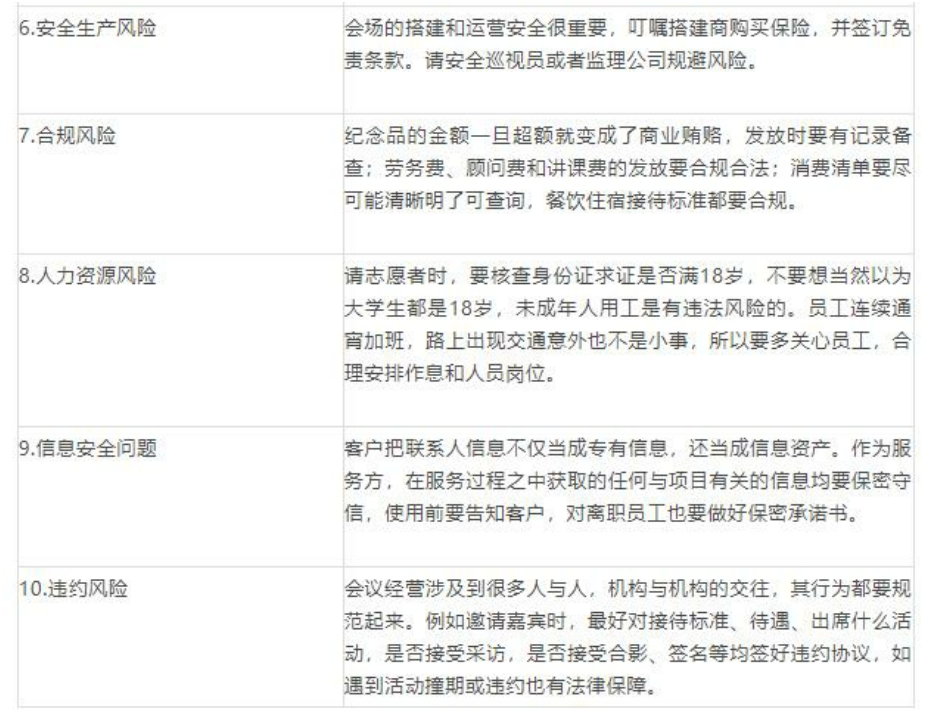 6.安全生产风险
会场的搭建和运营安全很重要，叮嘱搭建商购买保险，并签订免
责条款。请安全巡视员或者监理公司规避风险。
7.合规风险
纪念品的金额一旦超额就变成了商业贿赂，发放时要有记录备
查；劳务费、顾问费和讲课费的发放要合规合法；消费清单要尽
可能清晰明了可查询，餐饮住宿接待标准都要合规。
8.人力资源风险
请志愿者时，要核查身份证求证是否满18岁，不要想当然以为
大学生都是18岁，未成年人用工是有违法风险的。员工连续通
宵加班，路上出现交通意外也不是小事，所以要多关心员工，合
理安排作息和人员岗位。
9.信息安全问题
客户把联系人信息不仅当成专有信息，还当成信息资产。作为服
务方，在服务过程之中获取的任何与项目有关的信息均要保密守
信，使用前要告知客户，对离职员工也要做好保密承诺书。
10.违约风险
会议经营涉及到很多人与人，机构与机构的交往，其行为都要规
范起来。例如邀请嘉宾时，最好对接待标准、待遇、出席什么活
动，是否接受采访，是否接受合影、签名等均签好违约协议，如
遇到活动撞期或违约也有法律保障。